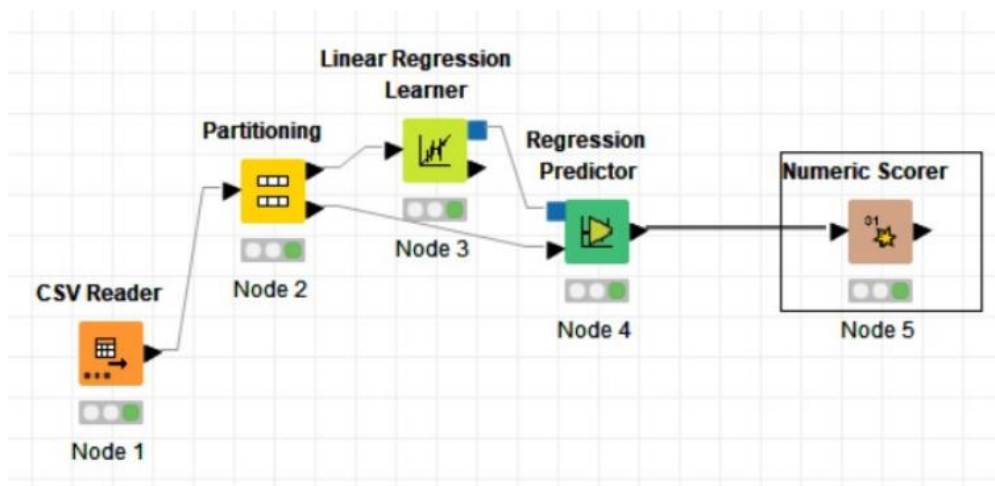 Linear Regression
Learner
Partitioning
Regression
Predictor
Numeric Scorer
Node 3
CSV Reader
Node 2
Node 4
Node 5
Node 1